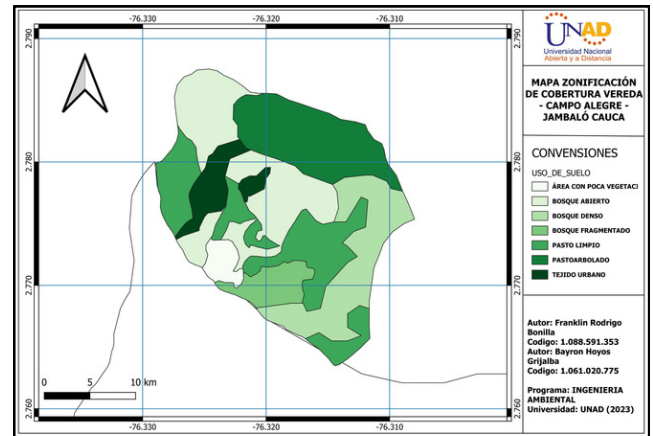 -76.330 -76.320 -76.310
2.790 2.790
2.780 2.780
2.770 2.770
2.760 2.760
0 5 10 km
-76.330 -76.320 -76.310
UNAD
Universidad Nacional
Abierta y a Distancia
MAPA ZONIFICACIÓN
DE COBERTURA VEREDA
- CAMPO ALEGRE -
JAMBALÓ CAUCA
CONVENSIONES
USO_DE_SUELO
ÁREA CON POCA VEGETACI
BOSQUE ABIERTO
BOSQUE DENSO
BOSQUE FRAGMENTADO
PASTO LIMPIO
PASTOARBOLADO
TEJIDO URBANO
Autor: Franklin Rodrigo
Bonilla
Codigo: 1.088.591.353
Autor: Bayron Hoyos
Grijalba
Codigo: 1.061.020.775
Programa: INGENIERIA
AMBIENTAL
Universidad: UNAD (2023)